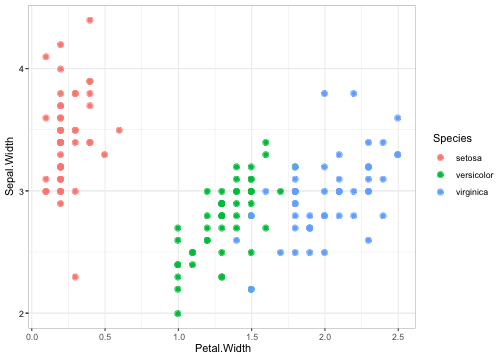 4
3
2
Sepal.Width
0.0 0.5 1.0 1.5 2.0 2.5
Petal.Width
Species
setosa
versicolor
virginica